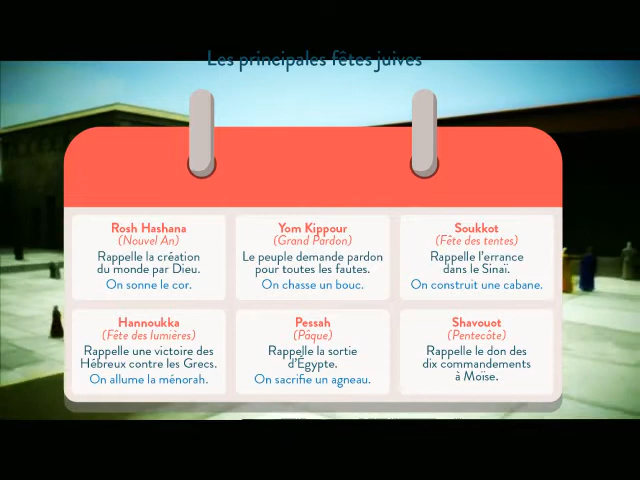 Les principales fêtes juives
Rosh Hashana
(Nouvel An)
Rappelle la création
du monde par Dieu.
On sonne le cor.
Yom Kippour
(Grand Pardon)
Le peuple demande pardon
pour toutes les fautes.
On chasse un bouc.
Soukkot
(Fête des tentes)
Rappelle l'errance
dans le Sinaï.
On construit une cabane.
Hannoukka
(Fête des lumières)
Rappelle une victoire des
Hébreux contre les Grecs.
On allume la ménorah.
Pessah
(Pâque)
Rappelle la sortie
d'Égypte.
On sacrifie un agneau.
Shavouot
(Pentecôte)
Rappelle le don des
dix commandements
à Moïse.